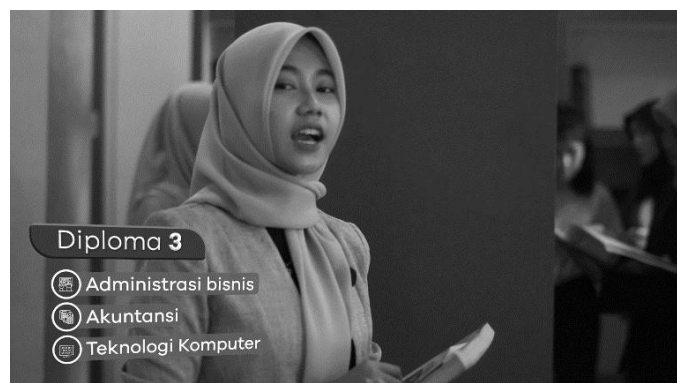 Diploma 3
Administrasi bisnis
Akuntansi
Teknologi Komputer